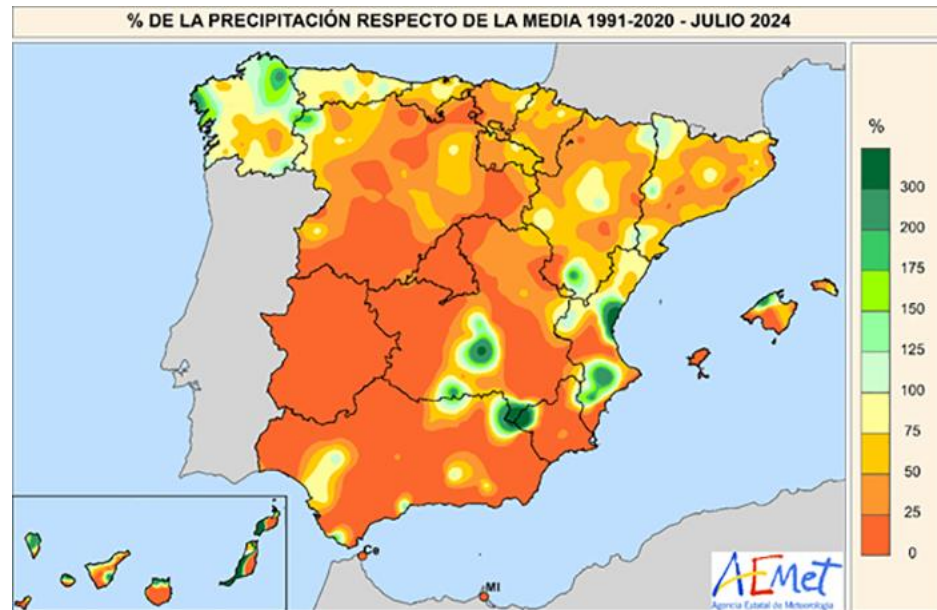 % DE LA PRECIPITACIÓN RESPECTO DE LA MEDIA 1991-2020 - JULIO 2024
%
300
200
175
150
125
100
75
50
25
0
Ce
Ml
AEMet
Agencia Estatal de Meteorología